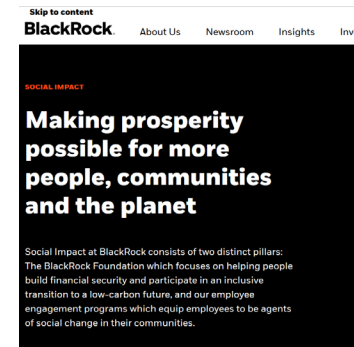 Skip to content
BlackRock.
About Us Newsroom Insights Inv
SOCIAL IMPACT
Making prosperity
possible for more
people, communities
and the planet
Social Impact at BlackRock consists of two distinct pillars:
The BlackRock Foundation which focuses on helping people
build financial security and participate in an inclusive
transition to a low-carbon future, and our employee
engagement programs which equip employees to be agents
of social change in their communities.